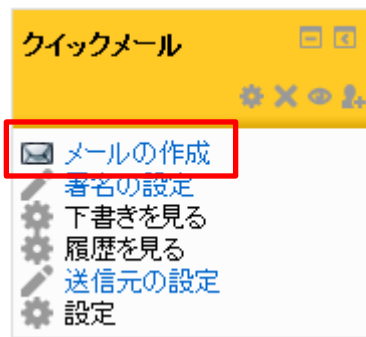 クイックメール
メールの作成
署名の設定
下書きを見る
履歴を見る
送信元の設定
設定